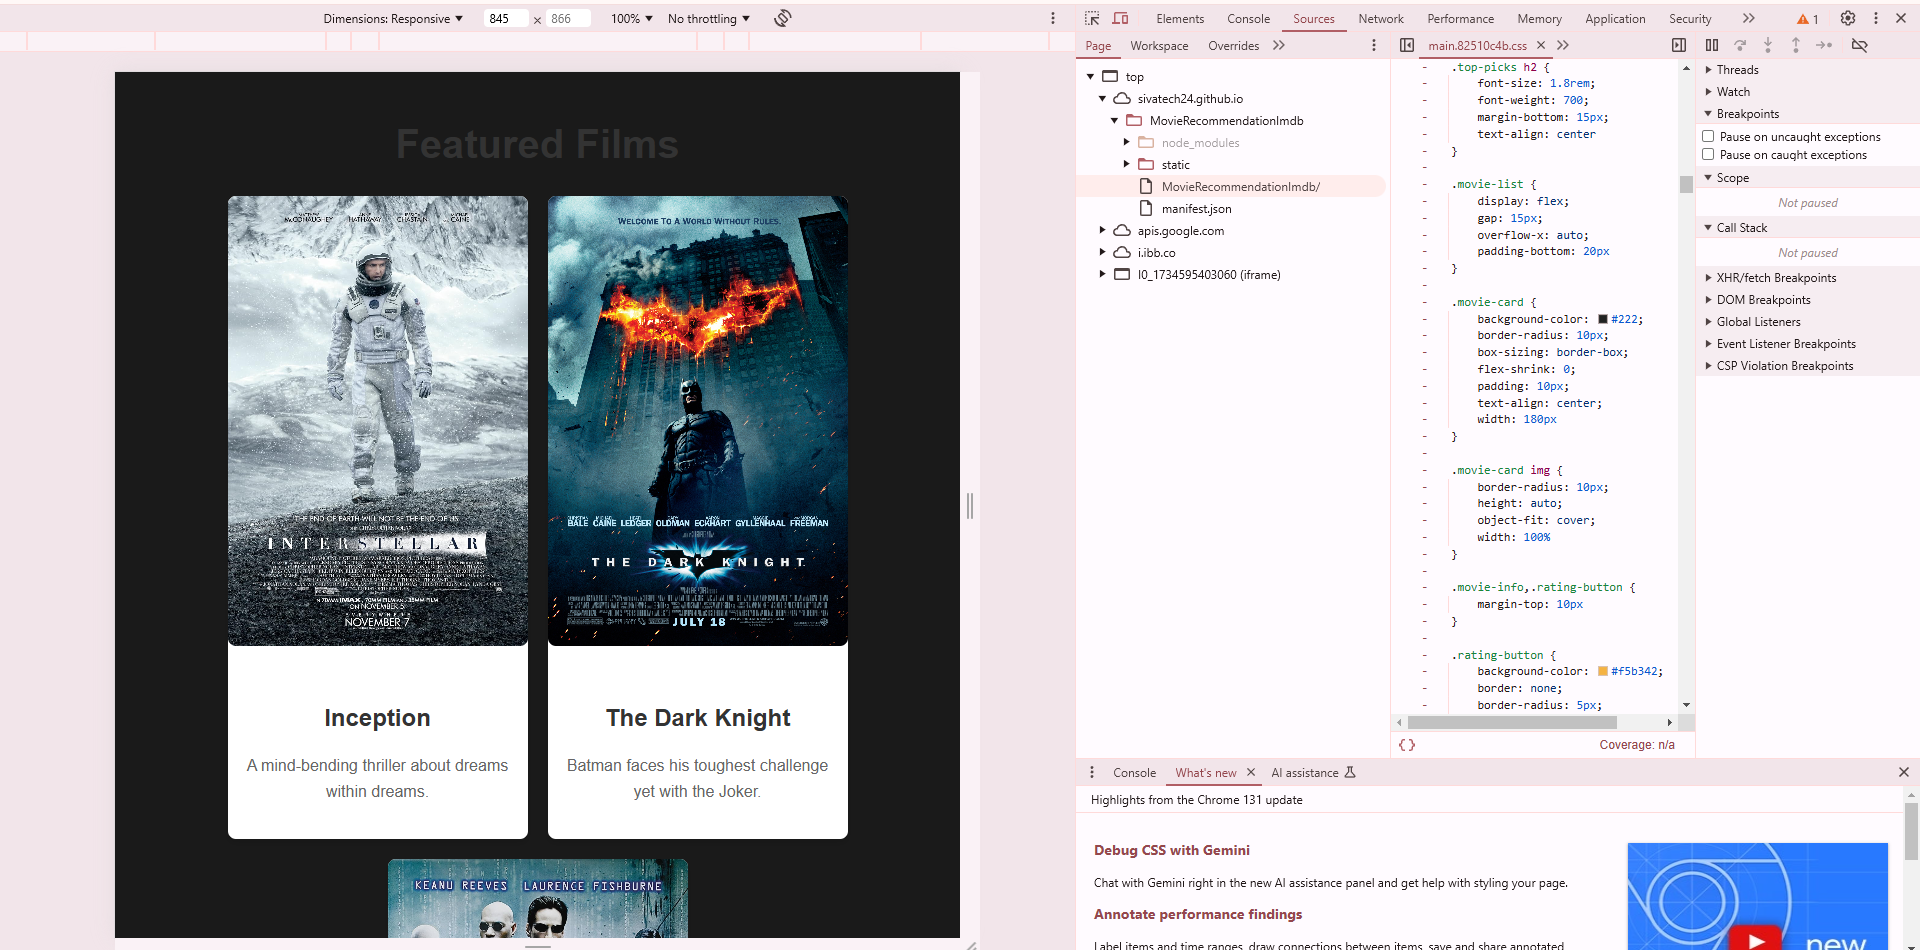 Dimensions: Responsive
845 × 866
100%
No throttling
Featured Films
MATTHEW McCONAUGHEY ANNE HATHAWAY JESSICA CHASTAIN MICHAEL CAINE
THE END OF EARTH WILL NOT BE THE END OF US
INTERSTELLAR
ON NOVEMBER 5
NOVEMBER 7
WELCOME TO A WORLD WITHOUT RULES.
BALE CAINE LEDGER OLDMAN ECKHART GYLLENHAAL FREEMAN
THE DARK KNIGHT
JULY 18
Inception
A mind-bending thriller about dreams
within dreams.
The Dark Knight
Batman faces his toughest challenge
yet with the Joker.
KEANU REEVES LAURENCE FISHBURNE
Elements Console Sources Network Performance Memory Application Security 1
Page Workspace Overrides
top
sivatech24.github.io
MovieRecommendationImdb
node_modules
static
MovieRecommendationImdb/
manifest.json
apis.google.com
i.ibb.co
I0_1734595403060 (iframe)
main.82510c4b.css
- .top-picks h2 {
- font-size: 1.8rem;
- font-weight: 700;
- margin-bottom: 15px;
- text-align: center
- }
-
- .movie-list {
- display: flex;
- gap: 15px;
- overflow-x: auto;
- padding-bottom: 20px
- }
-
- .movie-card {
- background-color: #222;
- border-radius: 10px;
- box-sizing: border-box;
- flex-shrink: 0;
- padding: 10px;
- text-align: center;
- width: 180px
- }
-
- .movie-card img {
- border-radius: 10px;
- height: auto;
- object-fit: cover;
- width: 100%
- }
-
- .movie-info,.rating-button {
- margin-top: 10px
- }
-
- .rating-button {
- background-color: #f5b342;
- border: none;
- border-radius: 5px;
{} Coverage: n/a
Threads
Watch
Breakpoints
Pause on uncaught exceptions
Pause on caught exceptions
Scope
Not paused
Call Stack
Not paused
XHR/fetch Breakpoints
DOM Breakpoints
Global Listeners
Event Listener Breakpoints
CSP Violation Breakpoints
Console What's new AI assistance
Highlights from the Chrome 131 update
Debug CSS with Gemini
Chat with Gemini right in the new AI assistance panel and get help with styling your page.
Annotate performance findings
Label items and time ranges, draw connections between items, save and share annotated
new